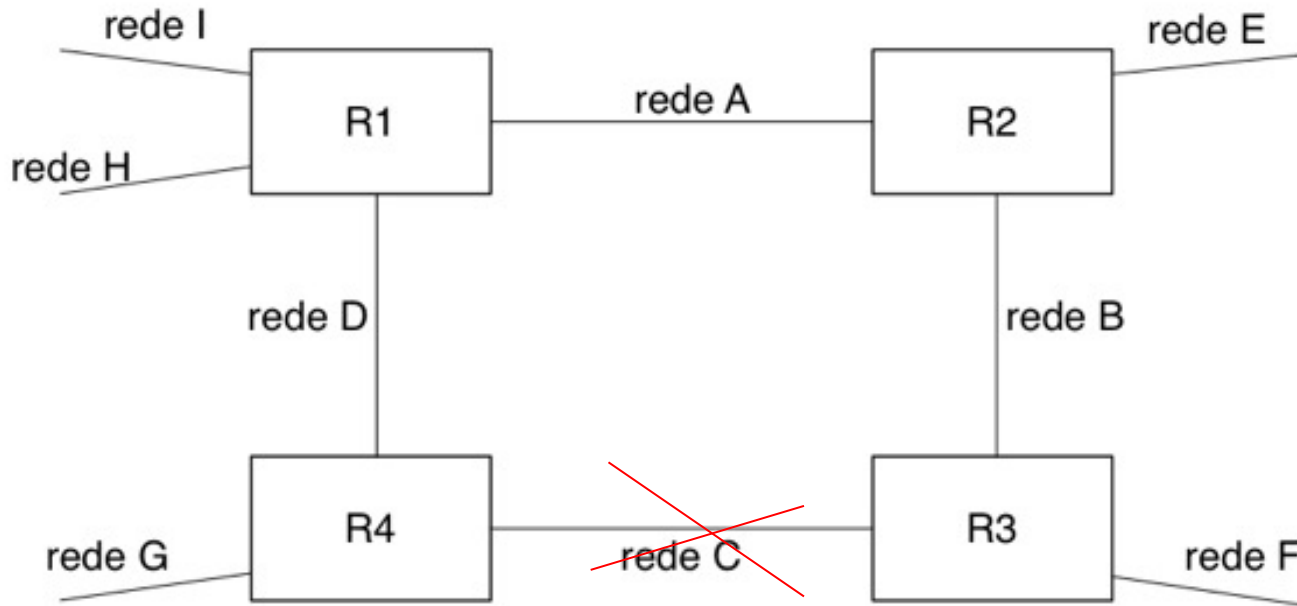 rede I
rede E
R1
rede A
R2
rede H
rede D
rede B
R4
R3
rede G
rede C
rede F